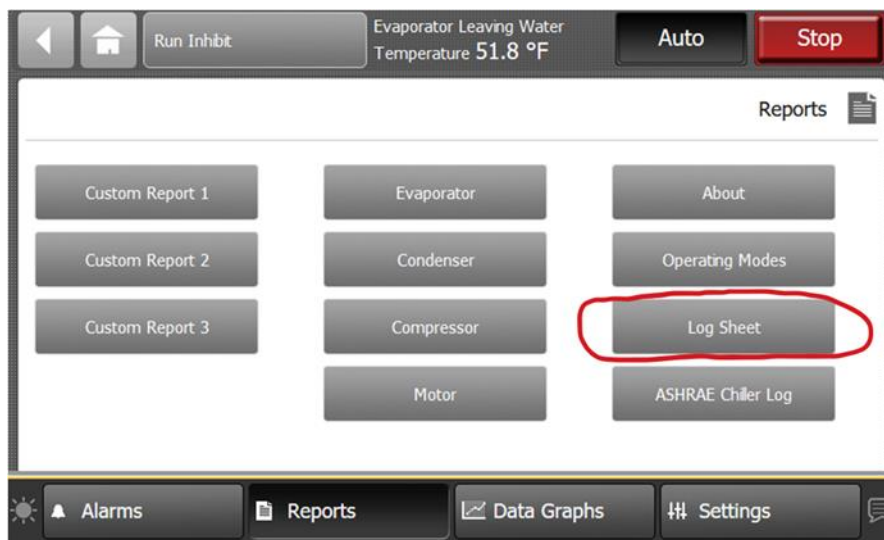 Run Inhibit
Evaporator Leaving Water
Temperature 51.8 °F
Auto
Stop
Reports
Custom Report 1
Evaporator
About
Custom Report 2
Condenser
Operating Modes
Custom Report 3
Compressor
Log Sheet
Motor
ASHRAE Chiller Log
Alarms
Reports
Data Graphs
Settings